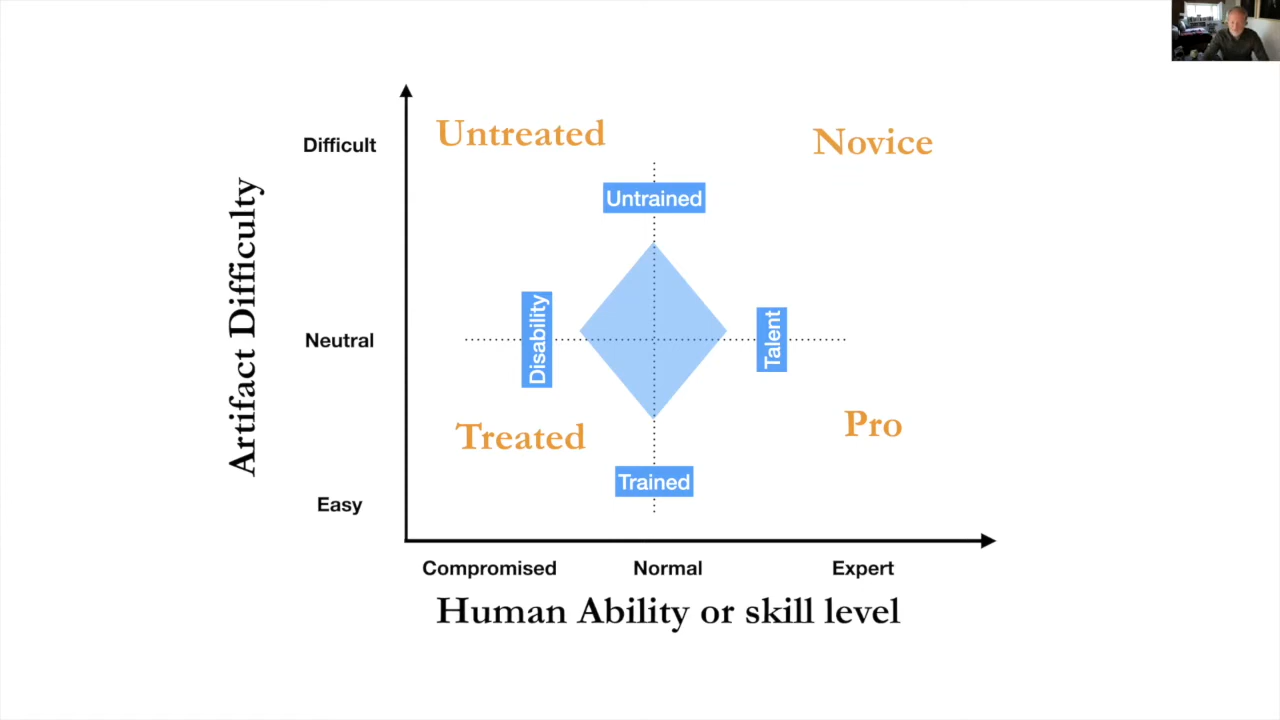 Difficult
Untreated
Novice
Untrained
Artifact Difficulty
Neutral
Disability
Talent
Treated
Pro
Trained
Easy
Compromised
Normal
Expert
Human Ability or skill level